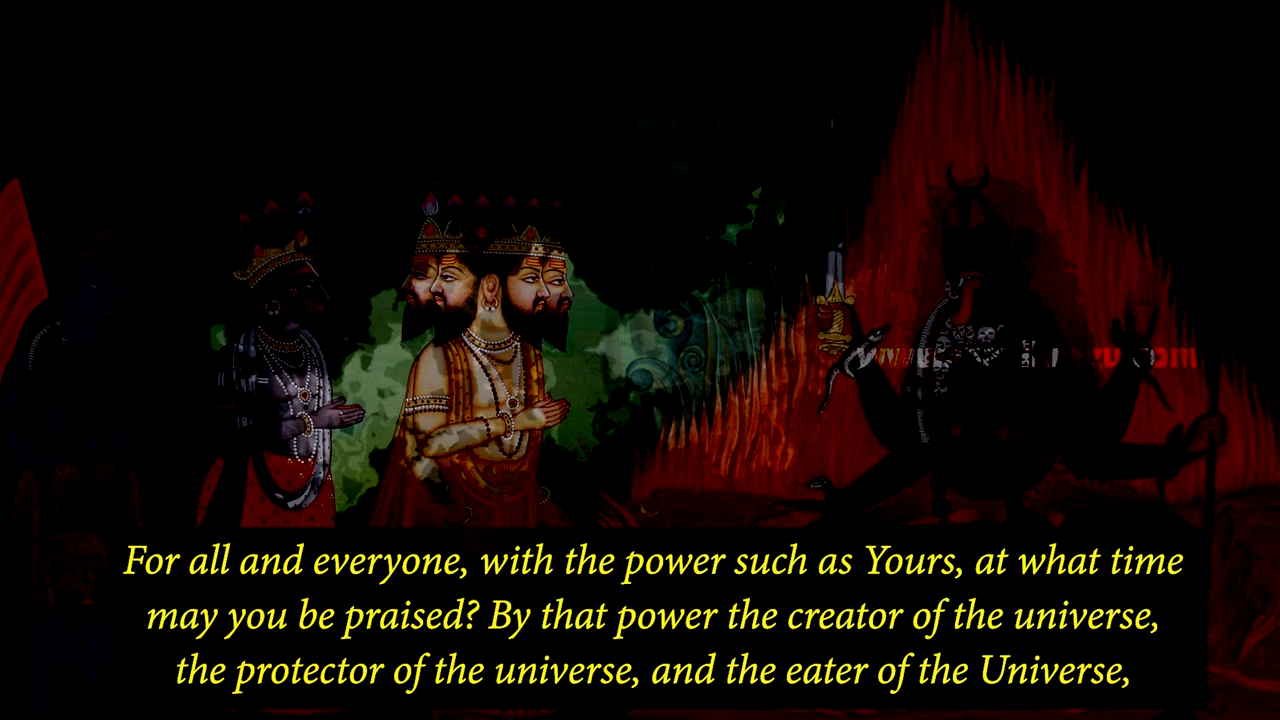 For all and everyone, with the power such as Yours, at what time
may you be praised? By that power the creator of the universe,
the protector of the universe, and the eater of the Universe,